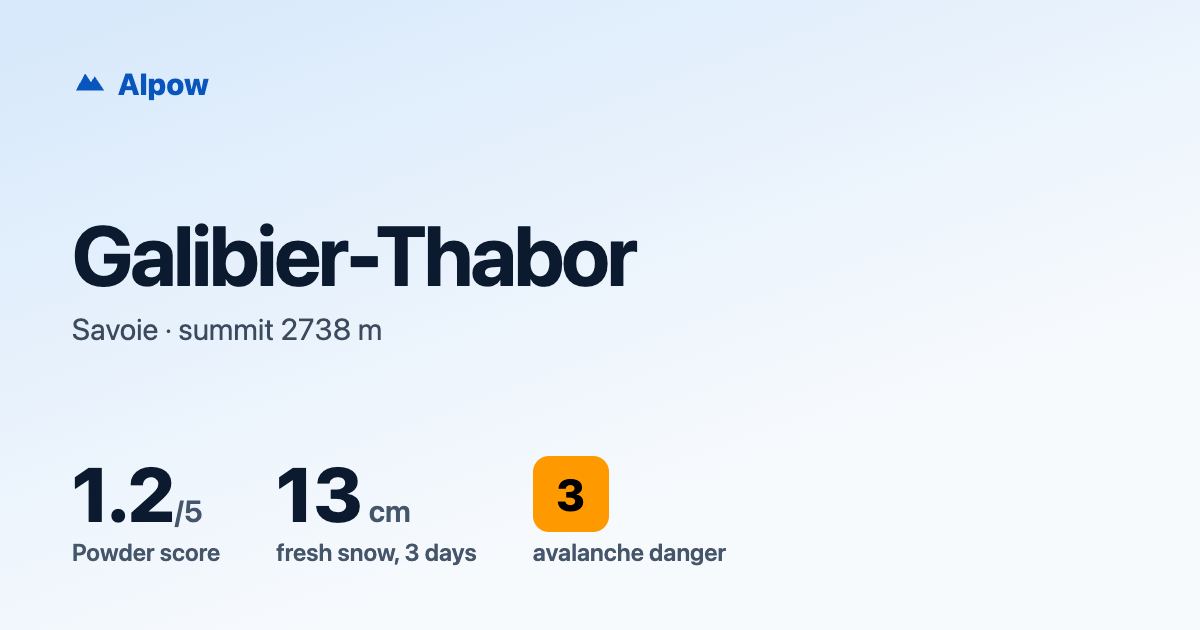 Alpow
Galibier-Thabor
Savoie · summit 2738 m
1.2/5
Powder score
13 cm
fresh snow, 3 days
3
avalanche danger